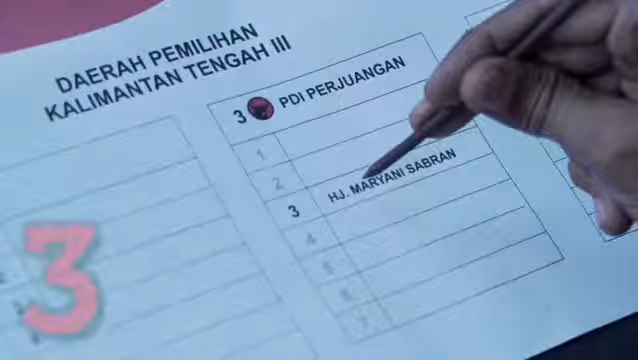 DAERAH PEMILIHAN
KALIMANTAN TENGAH III
3 PDI PERJUANGAN
1
2
3 HJ. MARYANI SABRAN
4
5
6
7
3